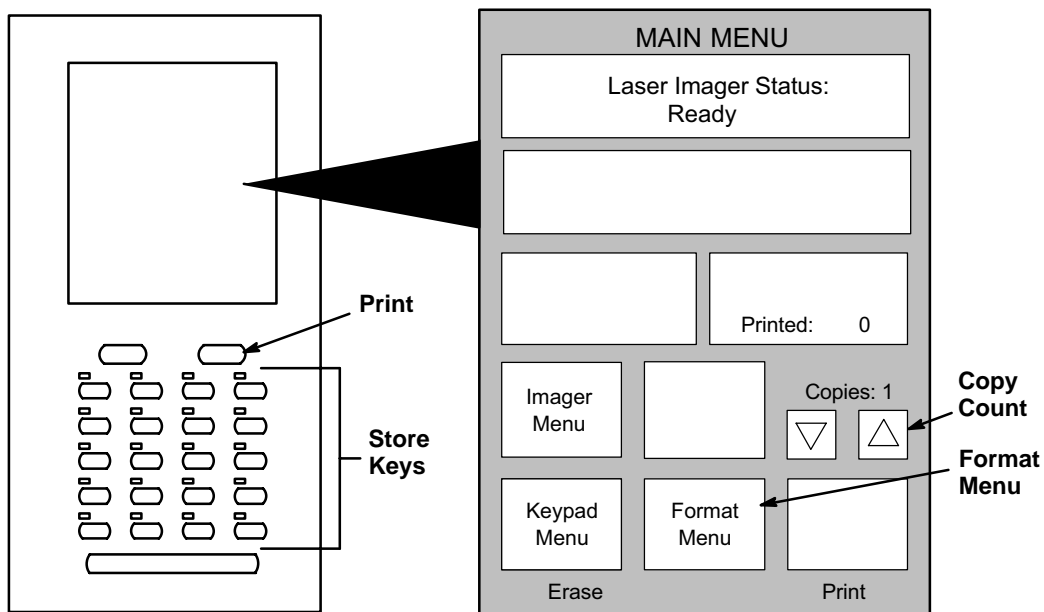 MAIN MENU
Laser Imager Status:
Ready
Print
Printed: 0
Imager
Menu
Copies: 1
Copy
Count
Store
Keys
Format
Menu
Keypad
Menu
Format
Menu
Erase
Print